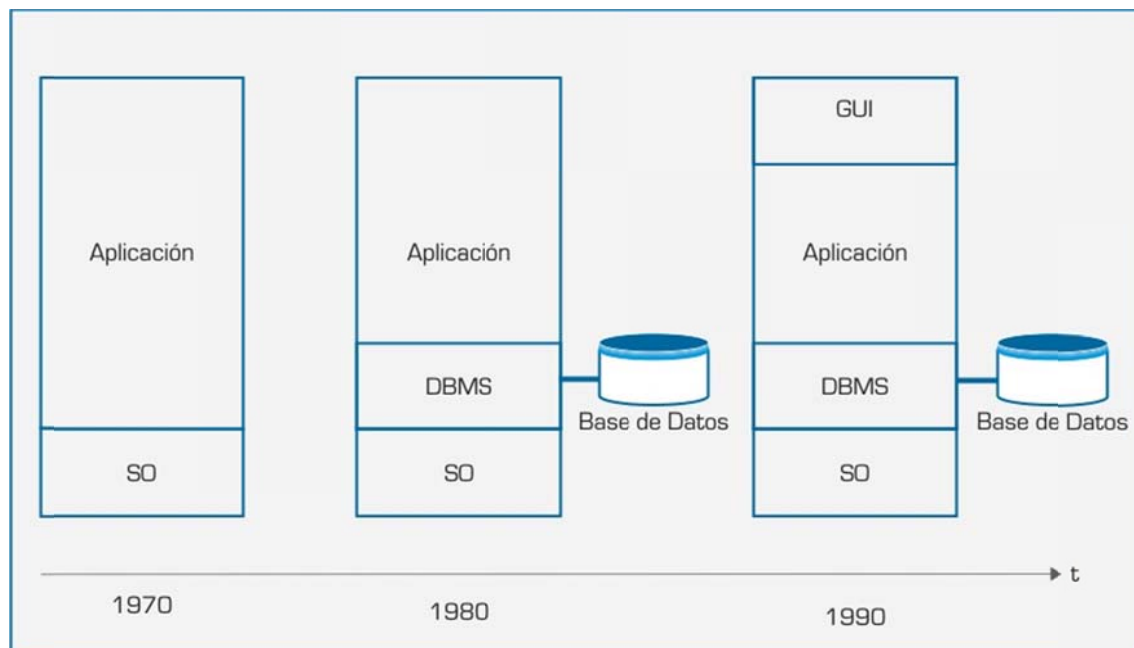 Aplicación
SO
1970
Aplicación
DBMS
SO
Base de Datos
1980
GUI
Aplicación
DBMS
SO
Base de Datos
1990
t